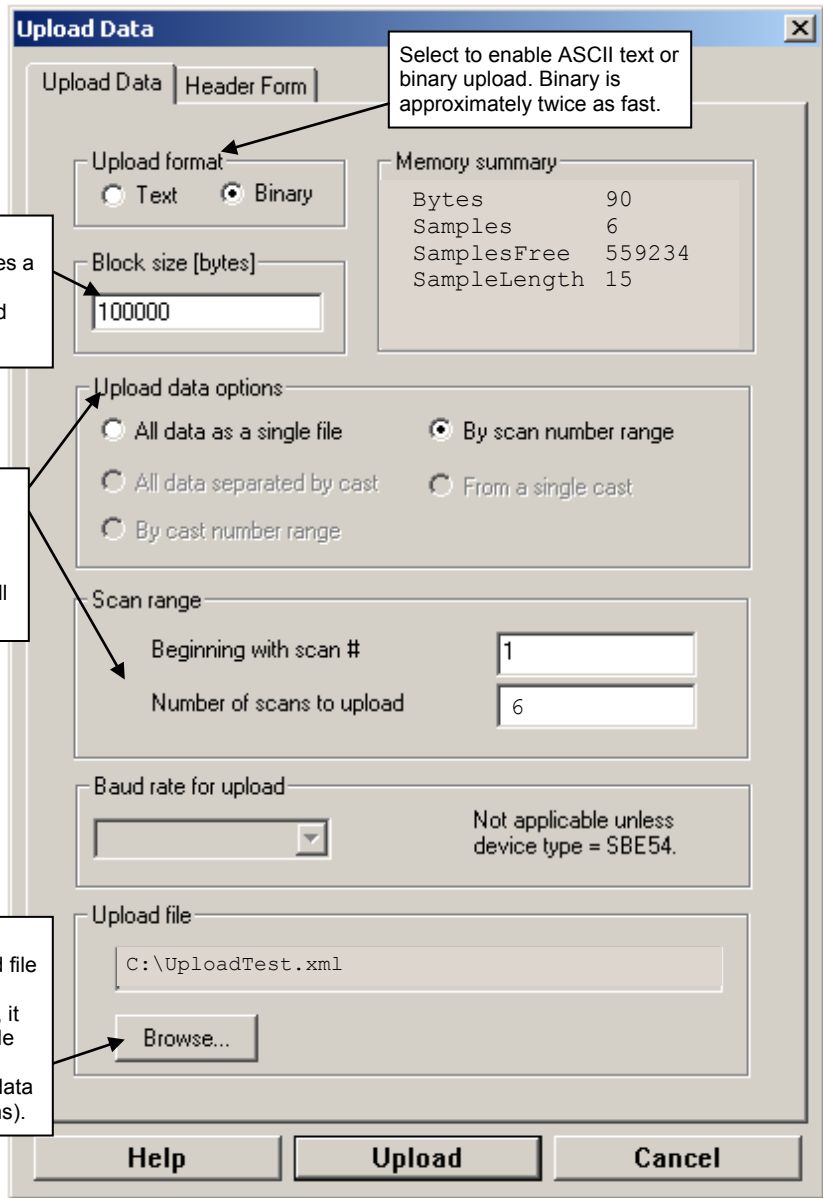 Upload Data
Select to enable ASCII text or
binary upload. Binary is
approximately twice as fast.
Upload Data
Header Form
Upload format
Text
Binary
Memory summary
Bytes 90
Samples 6
SamplesFree 559234
SampleLength 15
es a
d
Block size [bytes]
100000
Upload data options
All data as a single file
By scan number range
All data separated by cast
From a single cast
By cast number range
ll
Scan range
Beginning with scan # 1
Number of scans to upload 6
Baud rate for upload
Not applicable unless
device type = SBE54.
Upload file
C:\UploadTest.xml
Browse...
d file
it
le
data
s).
Help
Upload
Cancel